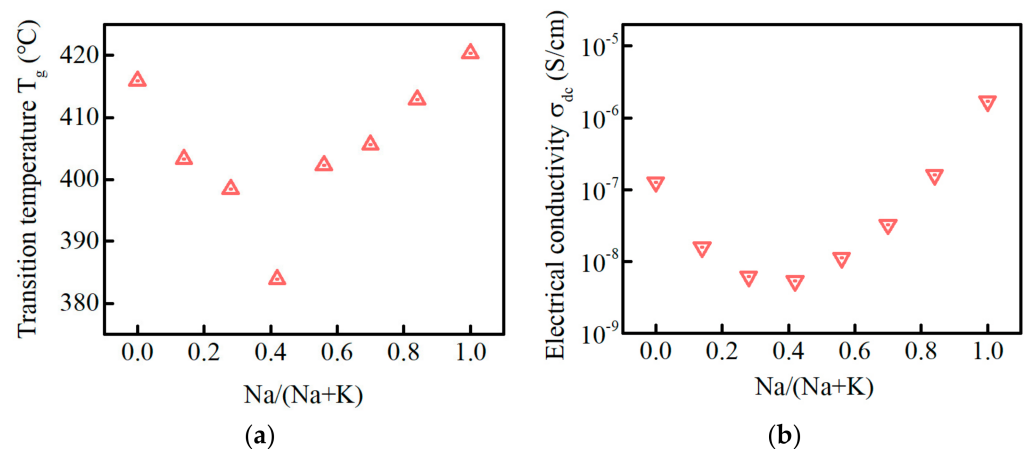 Transition temperature T_g (°C)
420
410
400
390
380
0.0 0.2 0.4 0.6 0.8 1.0
Na/(Na+K)
(a)
Electrical conductivity σ_dc (S/cm)
10^-5
10^-6
10^-7
10^-8
10^-9
0.0 0.2 0.4 0.6 0.8 1.0
Na/(Na+K)
(b)